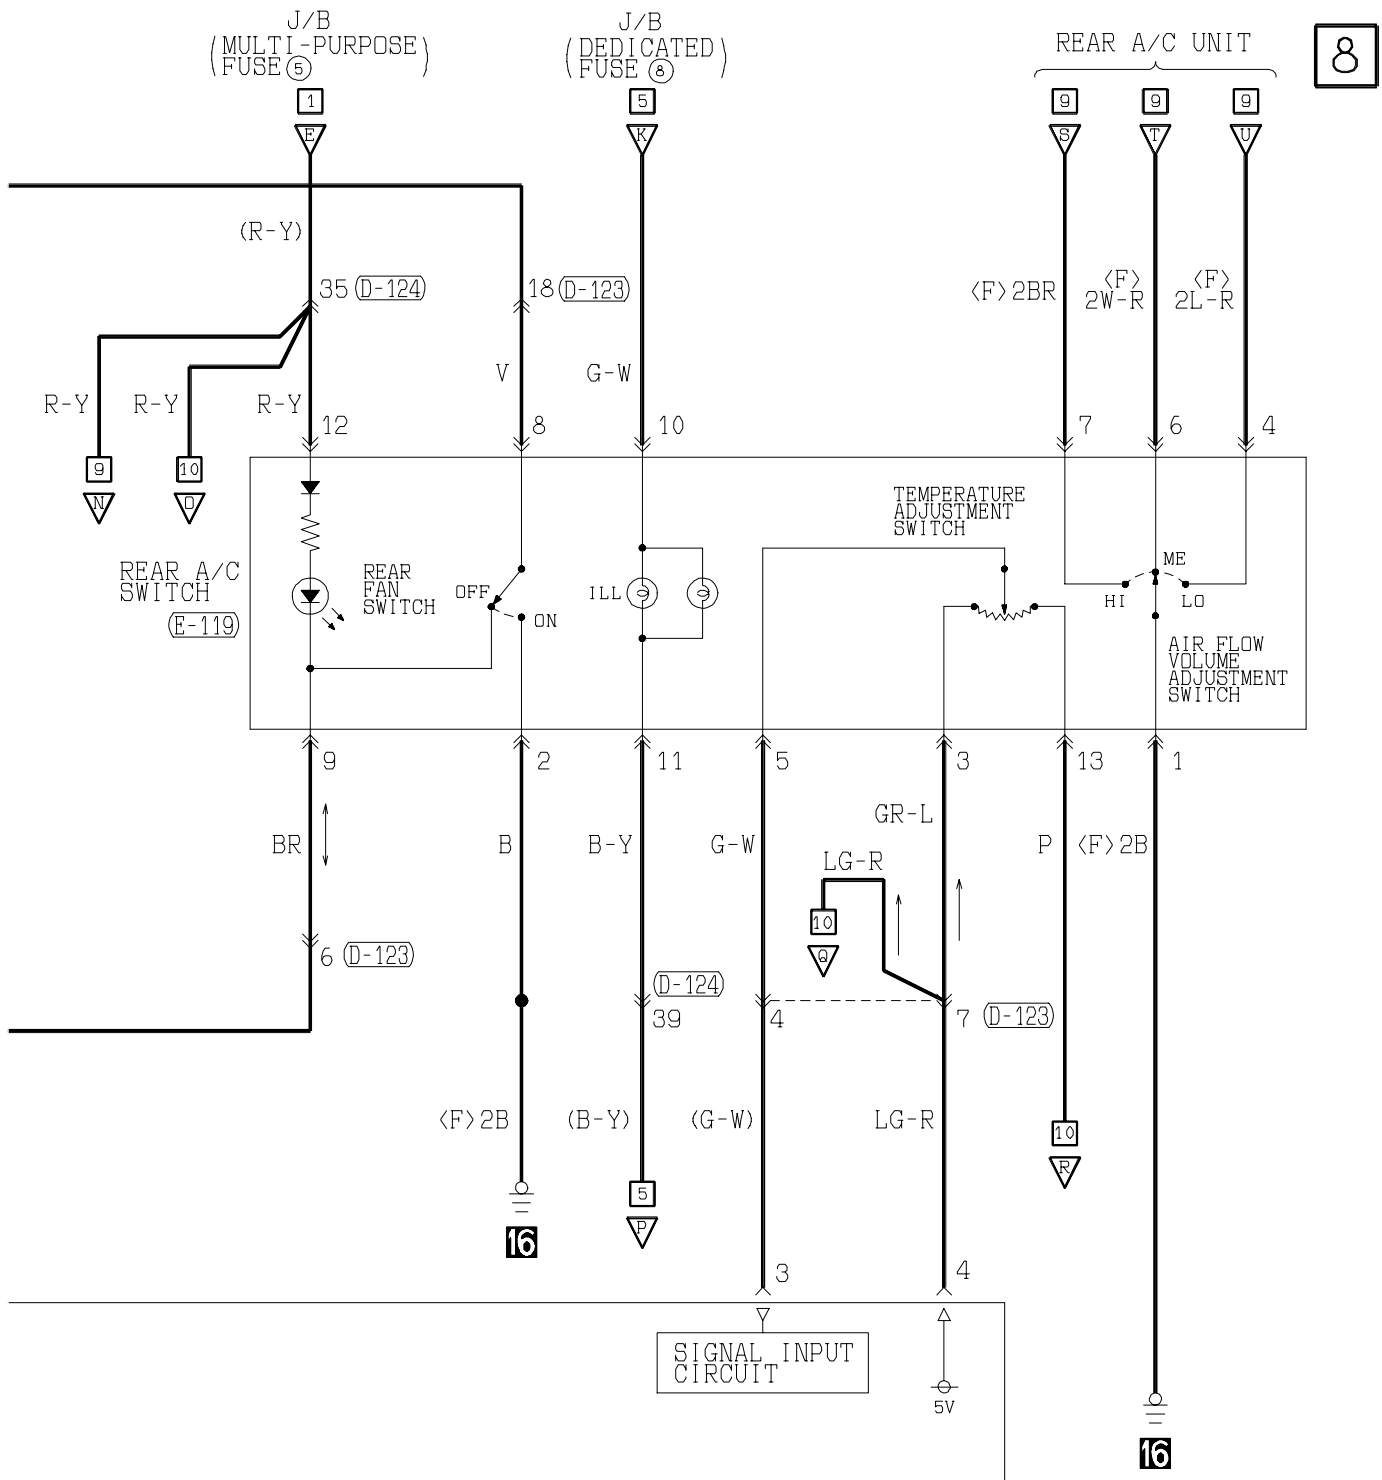 J/B
(MULTI-PURPOSE)
FUSE ⑤
J/B
(DEDICATED)
FUSE ⑧
REAR A/C UNIT
8
1
5
9
9
9
E
K
S
T
U
(R-Y)
35 (D-124)
18 (D-123)
<F>2BR
<F>
2W-R
<F>
2L-R
V
G-W
R-Y
R-Y
R-Y
12
8
10
7
6
4
9
10
N
O
TEMPERATURE
ADJUSTMENT
SWITCH
REAR A/C
SWITCH
(E-119)
REAR
FAN
SWITCH
OFF
ON
ILL
ME
HI
LO
AIR FLOW
VOLUME
ADJUSTMENT
SWITCH
9
2
11
5
3
13
1
GR-L
BR
B
B-Y
G-W
P
<F>2B
LG-R
10
Q
6 (D-123)
(D-124)
39
4
7 (D-123)
<F>2B
(B-Y)
(G-W)
LG-R
10
R
5
P
16
3
4
SIGNAL INPUT
CIRCUIT
5V
16